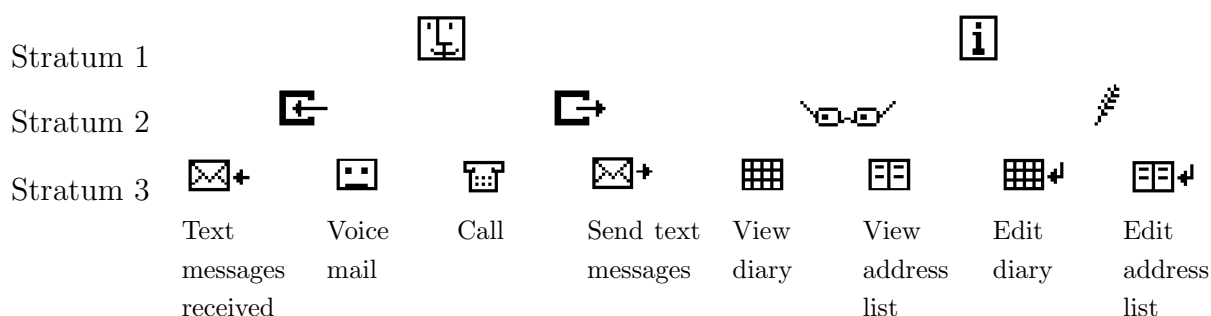 Stratum 1
i
Stratum 2
Stratum 3
Text Voice Call Send text View View Edit Edit
messages mail messages diary address diary address
received list list